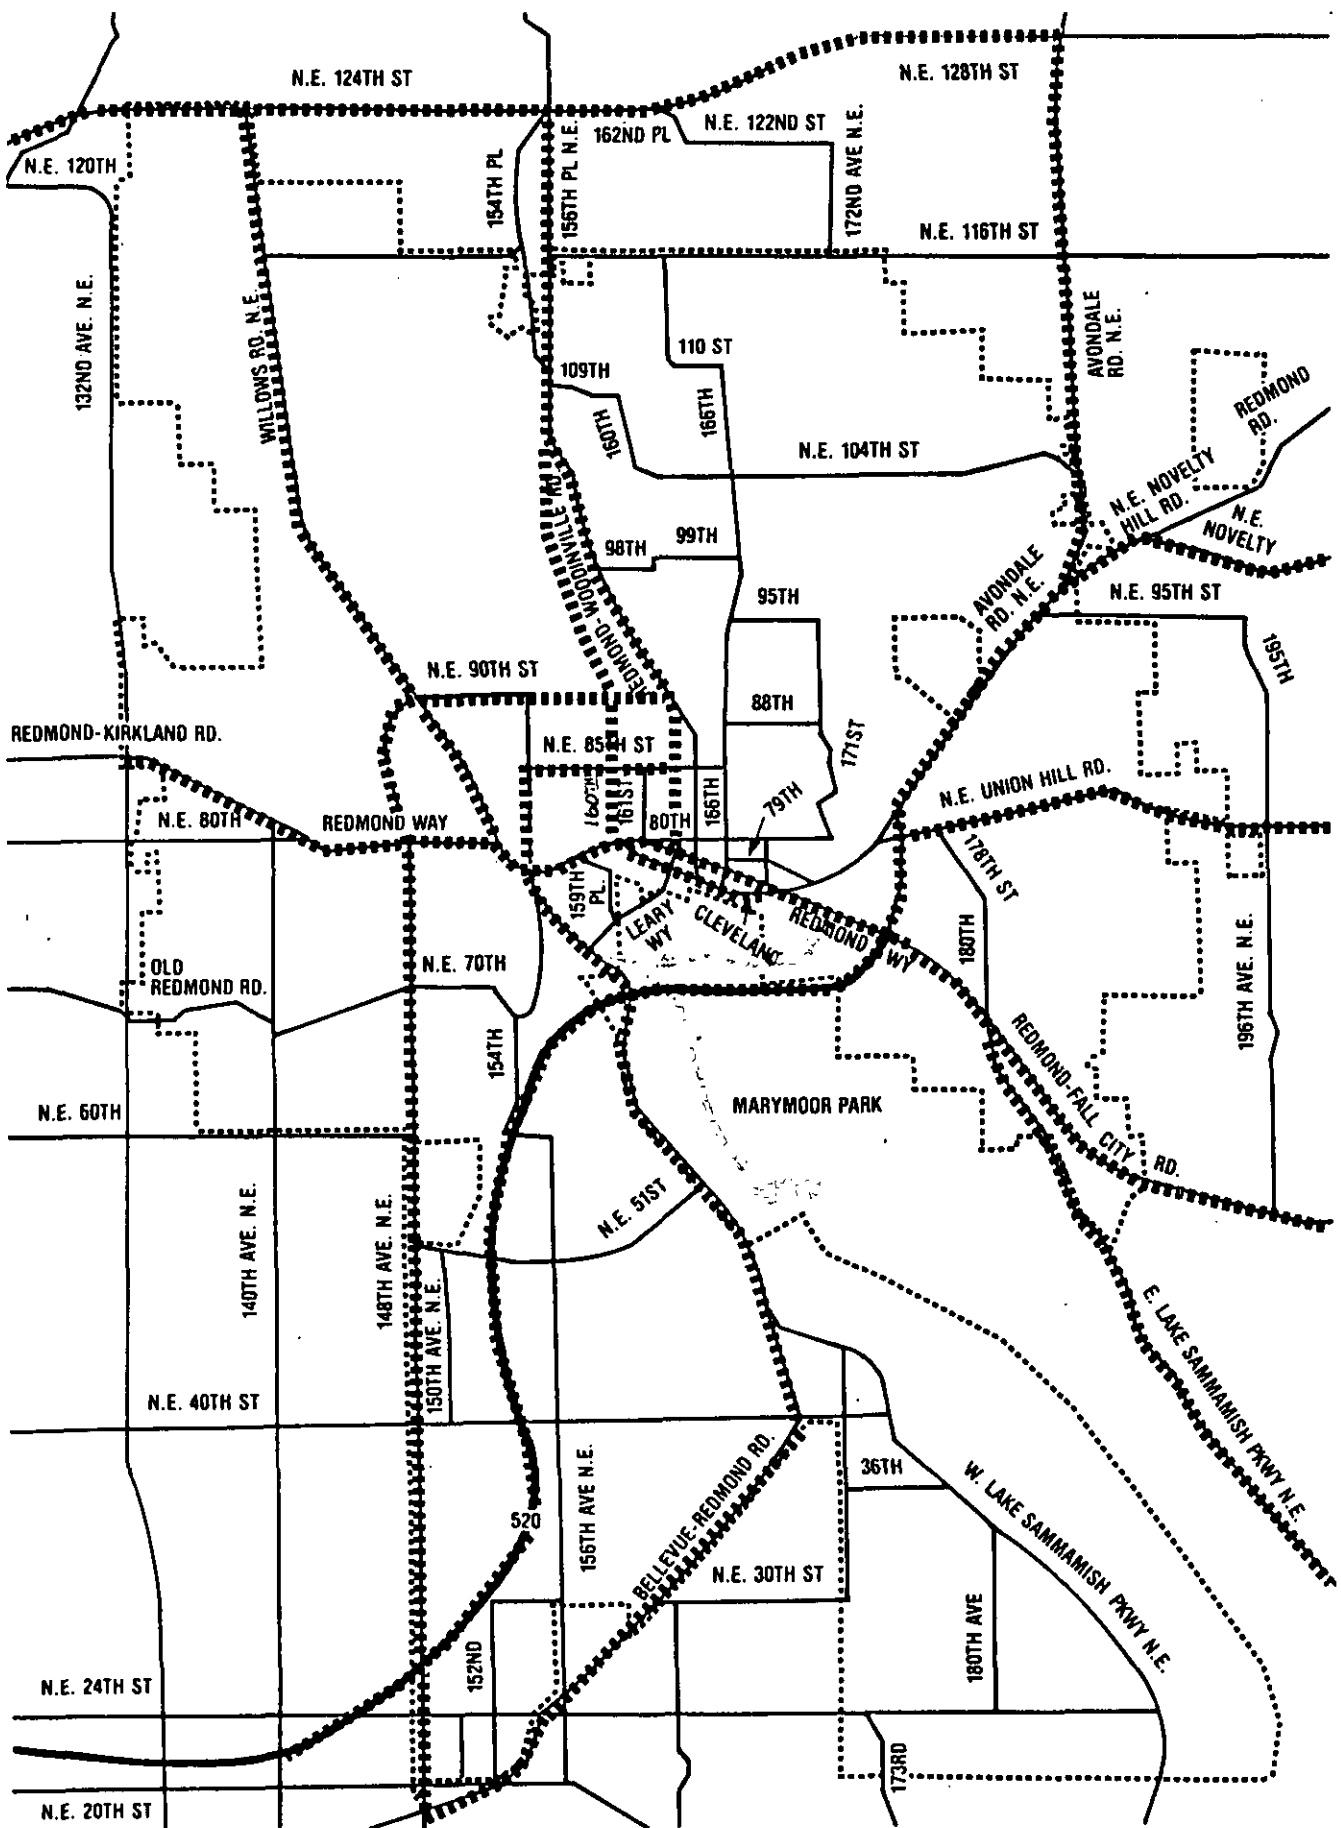 N.E. 124TH ST
N.E. 128TH ST
N.E. 120TH
162ND PL
N.E. 122ND ST
154TH PL
156TH PL N.E.
172ND AVE N.E.
N.E. 116TH ST
132ND AVE. N.E.
WILLOWS RD. N.E.
AVONDALE
RD. N.E.
110 ST
109TH
160TH
166TH
REDMOND
RD.
N.E. 104TH ST
N.E. NOVELTY
HILL RD.
N.E.
NOVELTY
REDMOND-WOODINVILLE RD
98TH
99TH
AVONDALE
RD. N.E.
95TH
N.E. 95TH ST
195TH
N.E. 90TH ST
88TH
171ST
REDMOND-KIRKLAND RD.
N.E. 85TH ST
N.E. UNION HILL RD.
79TH
160TH
161ST
166TH
N.E. 80TH
REDMOND WAY
80TH
178TH ST
159TH
PL.
LEARY
WY
CLEVELAND
REDMOND
WY
180TH
196TH AVE. N.E.
N.E. 70TH
OLD
REDMOND RD.
154TH
REDMOND-FALL CITY RD.
MARYMOOR PARK
N.E. 60TH
N.E. 51ST
140TH AVE. N.E.
148TH AVE. N.E.
150TH AVE. N.E.
E. LAKE SAMMAMISH PKWY N.E.
N.E. 40TH ST
156TH AVE N.E.
BELLEVUE-REDMOND RD.
36TH
W. LAKE SAMMAMISH PKWY N.E.
520
N.E. 30TH ST
180TH AVE
152ND
N.E. 24TH ST
173RD
N.E. 20TH ST